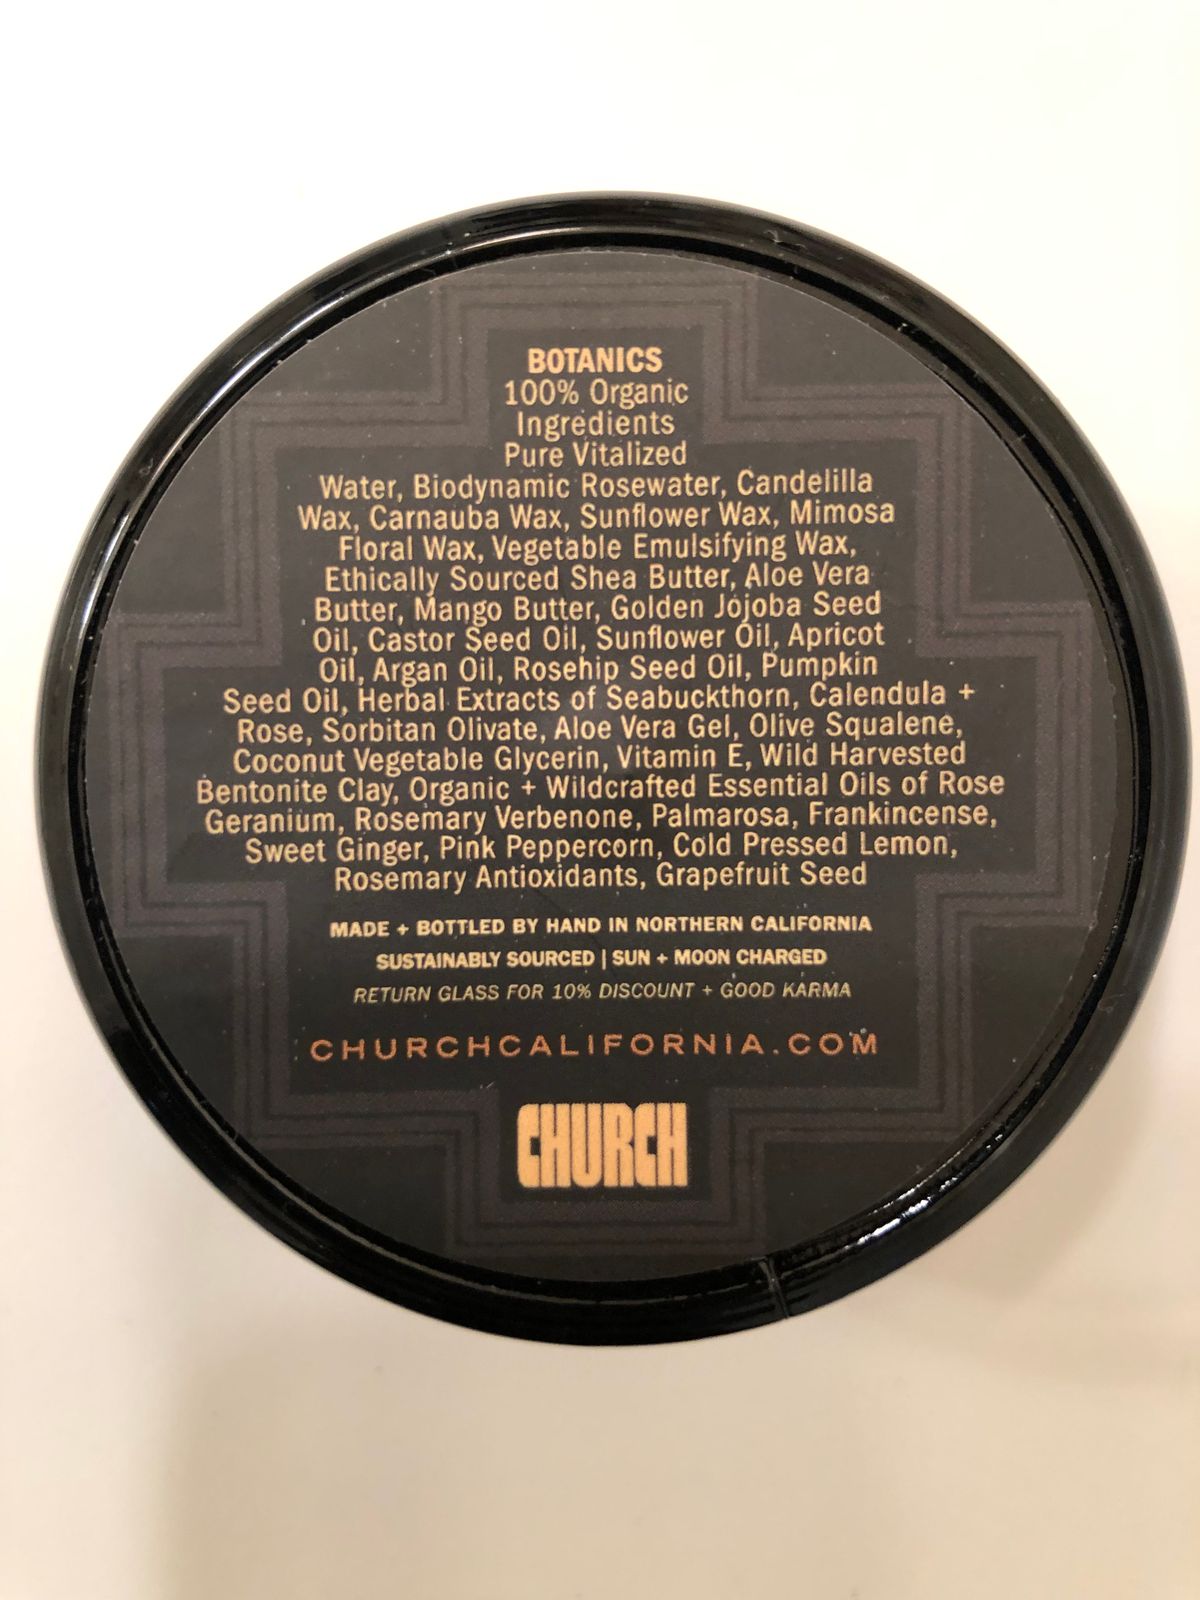 BOTANICS
100% Organic
Ingredients
Pure Vitalized
Water, Biodynamic Rosewater, Candelilla
Wax, Carnauba Wax, Sunflower Wax, Mimosa
Floral Wax, Vegetable Emulsifying Wax,
Ethically Sourced Shea Butter, Aloe Vera
Butter, Mango Butter, Golden Jojoba Seed
Oil, Castor Seed Oil, Sunflower Oil, Apricot
Oil, Argan Oil, Rosehip Seed Oil, Pumpkin
Seed Oil, Herbal Extracts of Seabuckthorn, Calendula +
Rose, Sorbitan Olivate, Aloe Vera Gel, Olive Squalene,
Coconut Vegetable Glycerin, Vitamin E, Wild Harvested
Bentonite Clay, Organic + Wildcrafted Essential Oils of Rose
Geranium, Rosemary Verbenone, Palmarosa, Frankincense,
Sweet Ginger, Pink Peppercorn, Cold Pressed Lemon,
Rosemary Antioxidants, Grapefruit Seed
MADE + BOTTLED BY HAND IN NORTHERN CALIFORNIA
SUSTAINABLY SOURCED | SUN + MOON CHARGED
RETURN GLASS FOR 10% DISCOUNT + GOOD KARMA
CHURCHCALIFORNIA.COM
CHURCH